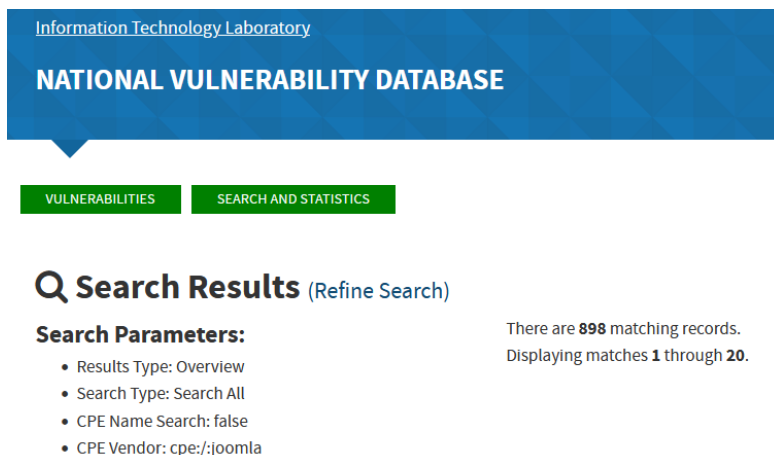 Information Technology Laboratory
NATIONAL VULNERABILITY DATABASE
VULNERABILITIES
SEARCH AND STATISTICS
Search Results (Refine Search)
Search Parameters:
• Results Type: Overview
• Search Type: Search All
• CPE Name Search: false
• CPE Vendor: cpe:/:joomla
There are 898 matching records.
Displaying matches 1 through 20.